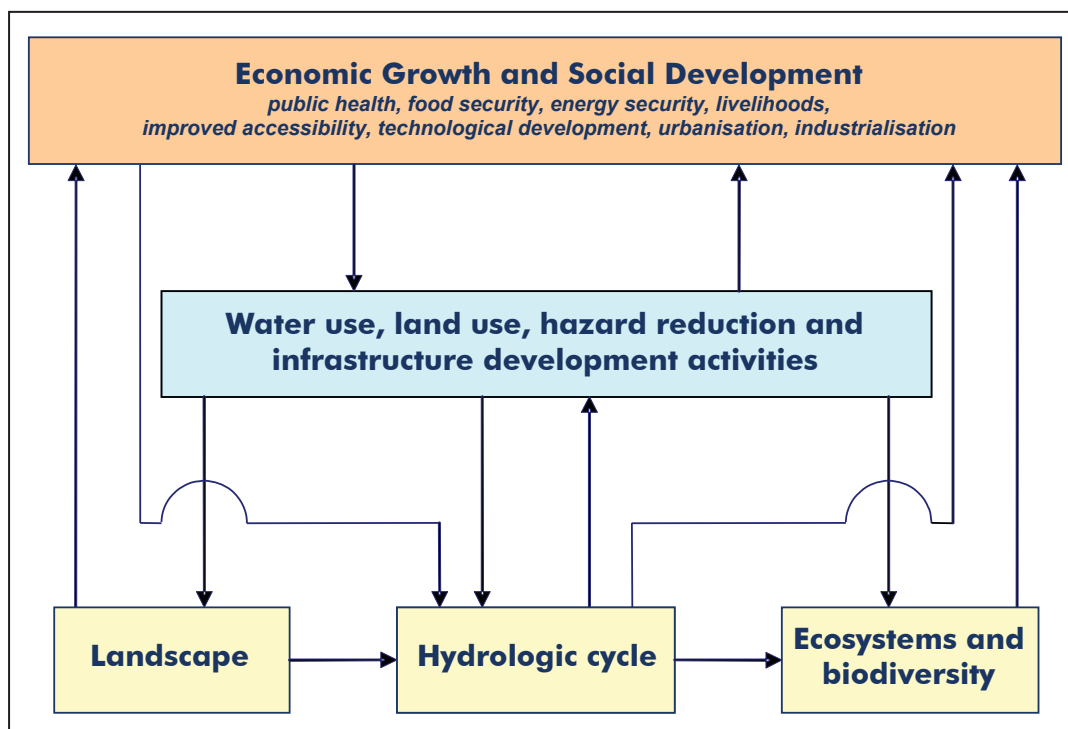 Economic Growth and Social Development
public health, food security, energy security, livelihoods,
improved accessibility, technological development, urbanisation, industrialisation
Water use, land use, hazard reduction and
infrastructure development activities
Landscape
Hydrologic cycle
Ecosystems and
biodiversity